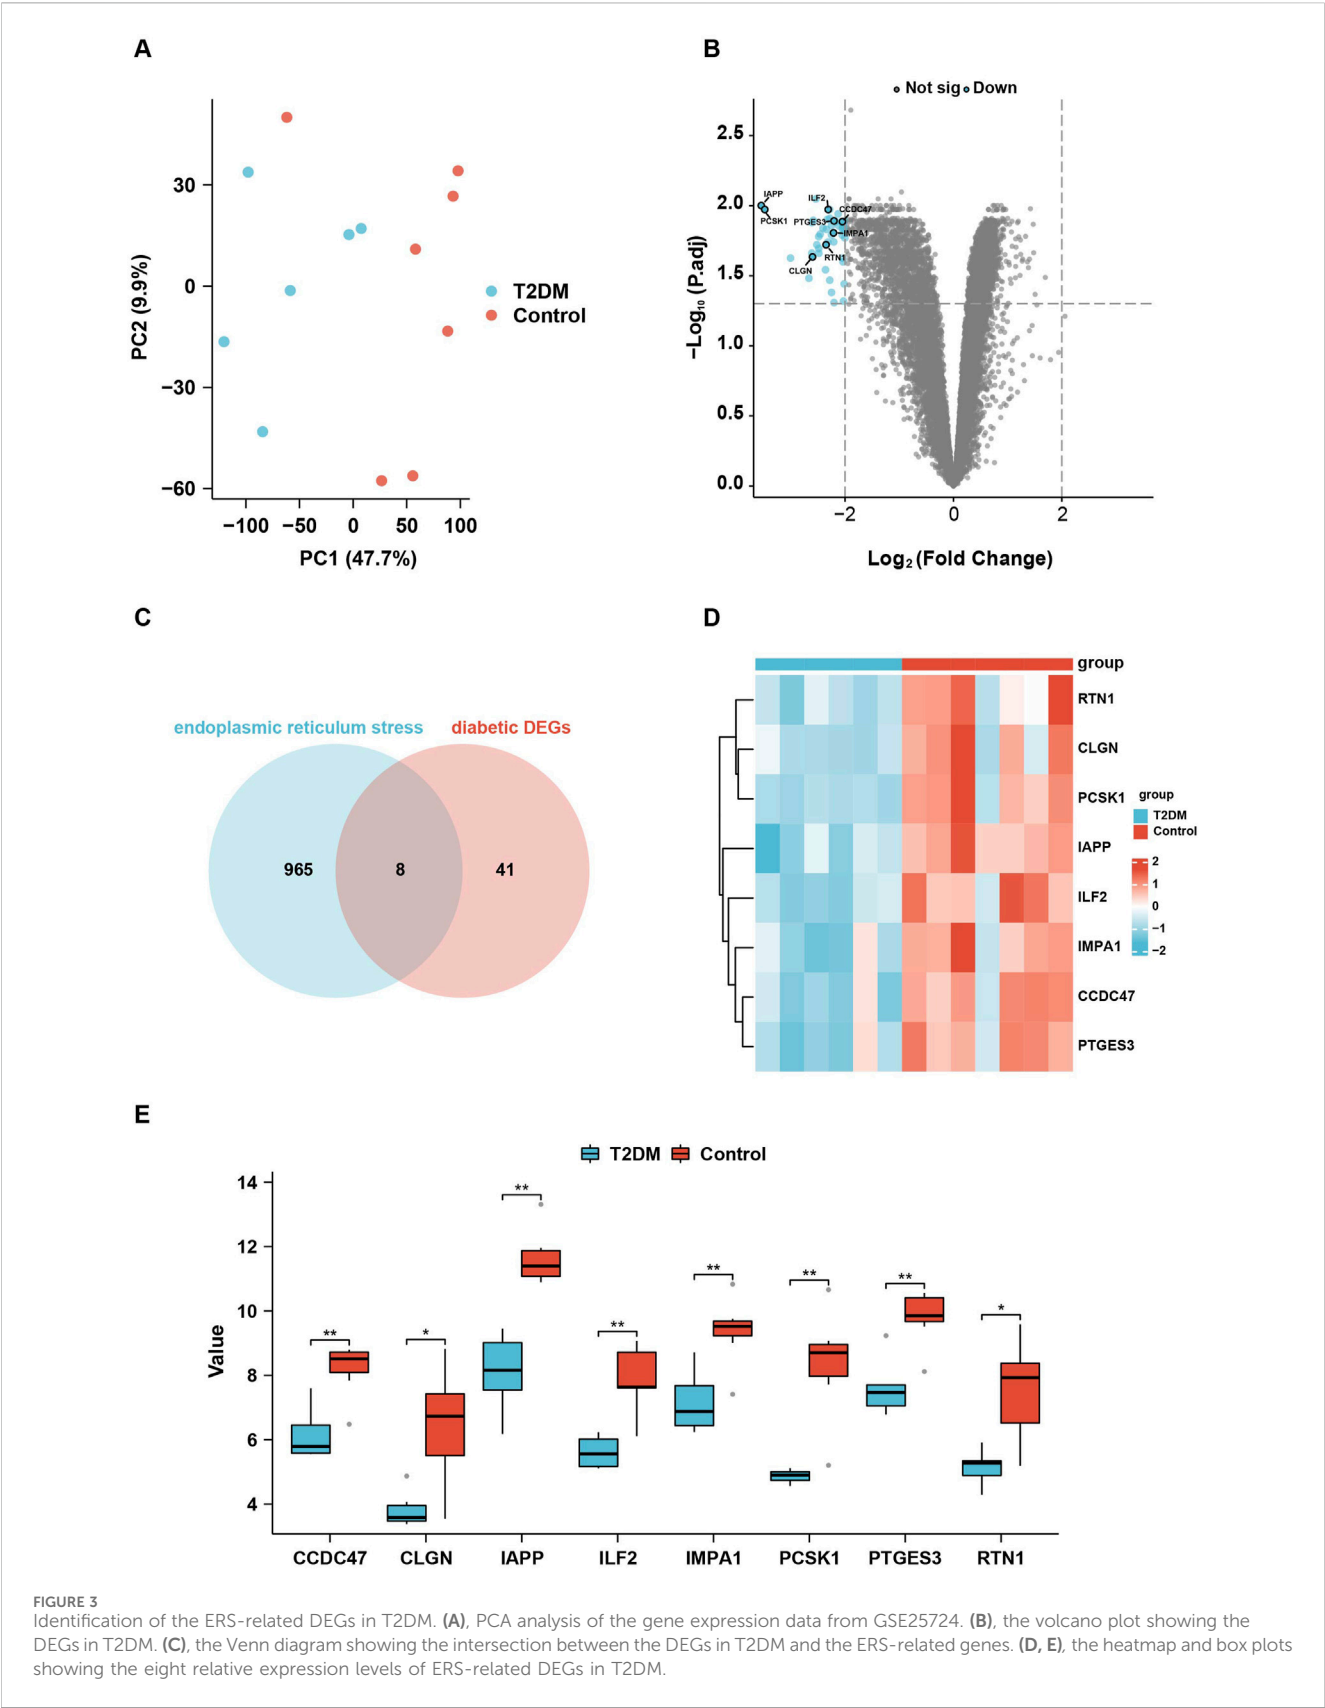 A
PC2 (9.9%)
30
0
−30
−60
−100 −50 0 50 100
PC1 (47.7%)
T2DM
Control
B
Not sig Down
−Log₁₀ (P.adj)
2.5
2.0
1.5
1.0
0.5
0.0
IAPP
PCSK1
ILF2
CCDC47
PTGES3
IMPA1
RTN1
CLGN
−2 0 2
Log₂ (Fold Change)
C
endoplasmic reticulum stress diabetic DEGs
965 8 41
D
group
RTN1
CLGN
PCSK1
IAPP
ILF2
IMPA1
CCDC47
PTGES3
group
T2DM
Control
2
1
0
−1
−2
E
T2DM Control
Value
14
12
10
8
6
4
** * ** ** ** ** ** *
CCDC47 CLGN IAPP ILF2 IMPA1 PCSK1 PTGES3 RTN1
FIGURE 3
Identification of the ERS-related DEGs in T2DM. (A), PCA analysis of the gene expression data from GSE25724. (B), the volcano plot showing the
DEGs in T2DM. (C), the Venn diagram showing the intersection between the DEGs in T2DM and the ERS-related genes. (D, E), the heatmap and box plots
showing the eight relative expression levels of ERS-related DEGs in T2DM.